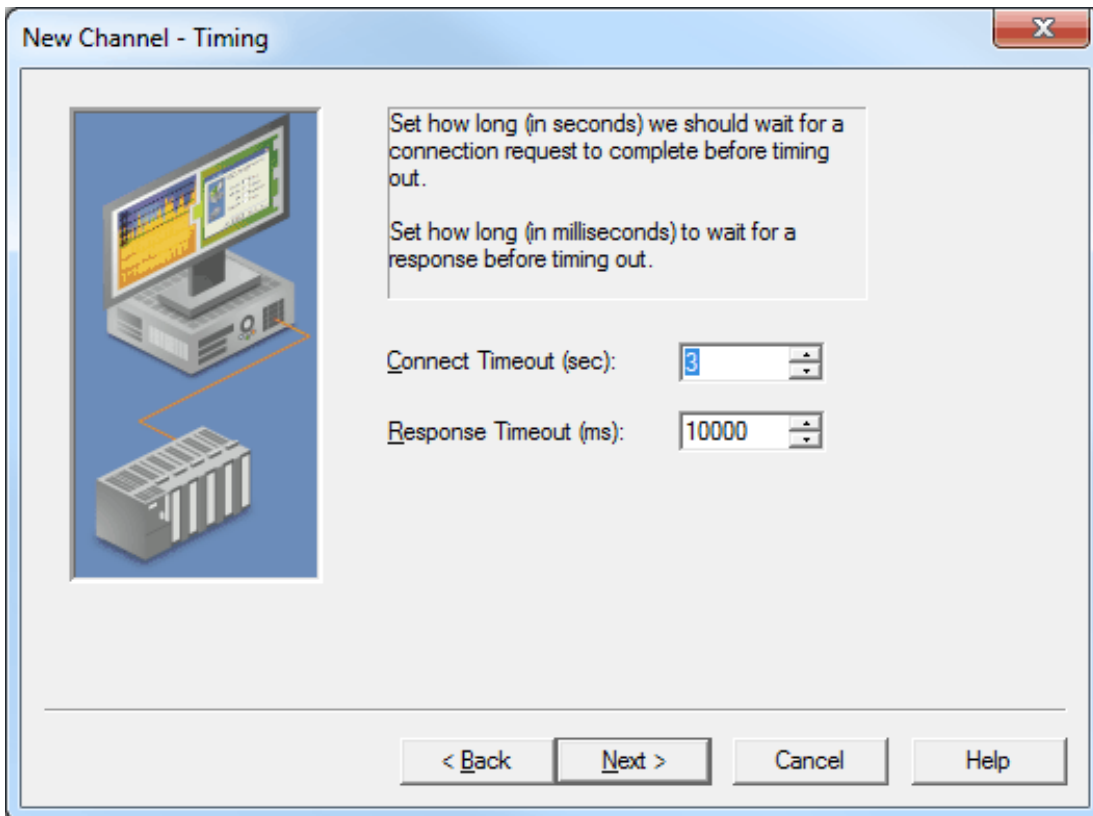 New Channel - Timing
Set how long (in seconds) we should wait for a
connection request to complete before timing
out.
Set how long (in milliseconds) to wait for a
response before timing out.
Connect Timeout (sec):
3
Response Timeout (ms):
10000
< Back
Next >
Cancel
Help